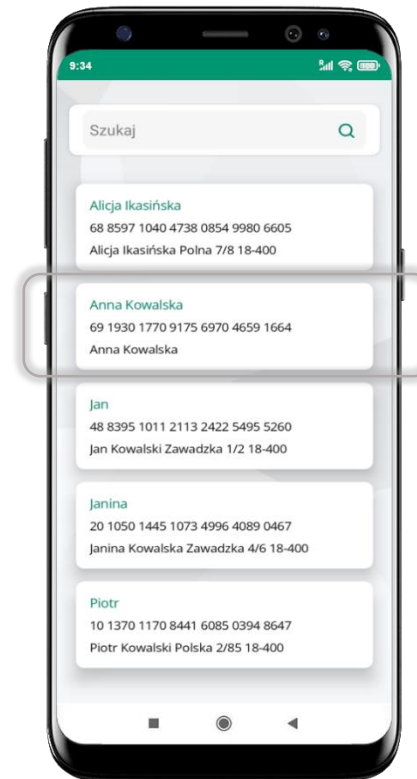 9:34
Szukaj
Alicja Ikasińska
68 8597 1040 4738 0854 9980 6605
Alicja Ikasińska Polna 7/8 18-400
Anna Kowalska
69 1930 1770 9175 6970 4659 1664
Anna Kowalska
Jan
48 8395 1011 2113 2422 5495 5260
Jan Kowalski Zawadzka 1/2 18-400
Janina
20 1050 1445 1073 4996 4089 0467
Janina Kowalska Zawadzka 4/6 18-400
Piotr
10 1370 1170 8441 6085 0394 8647
Piotr Kowalski Polska 2/85 18-400